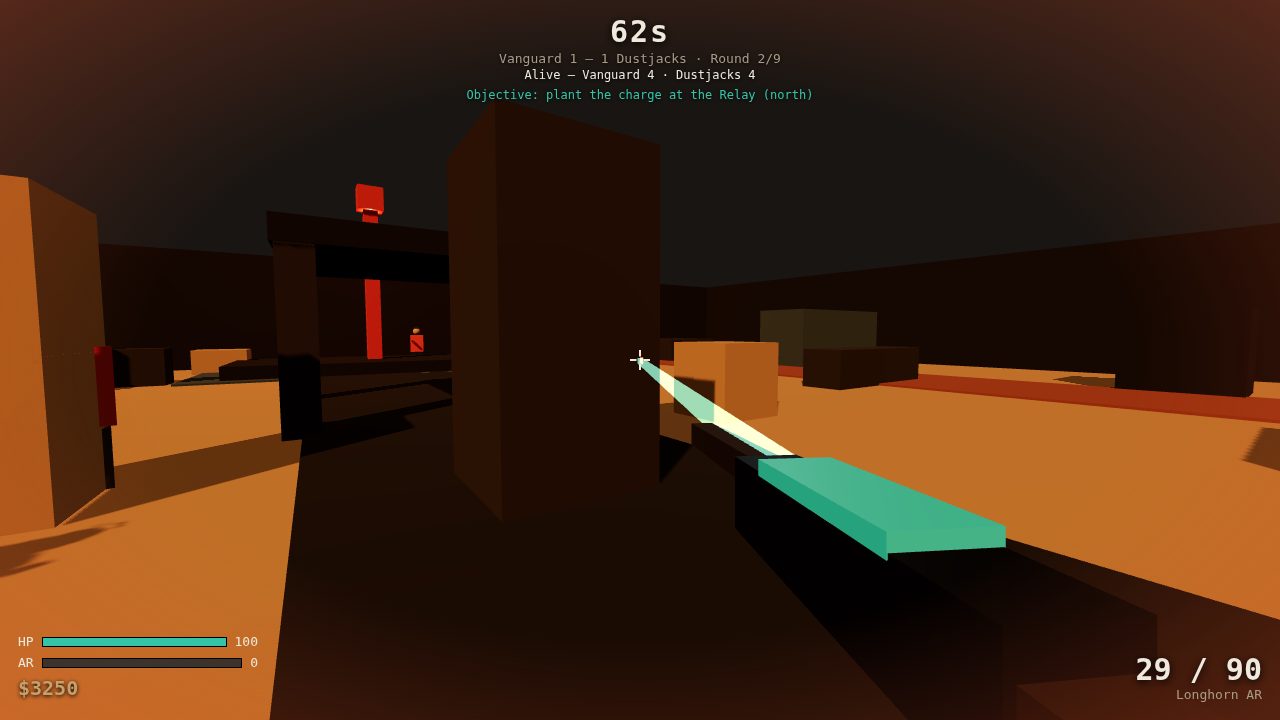 62s
Vanguard 1 — 1 Dustjacks · Round 2/9
Alive — Vanguard 4 · Dustjacks 4
Objective: plant the charge at the Relay (north)
HP 100
AR 0
$3250
29 / 90
Longhorn AR